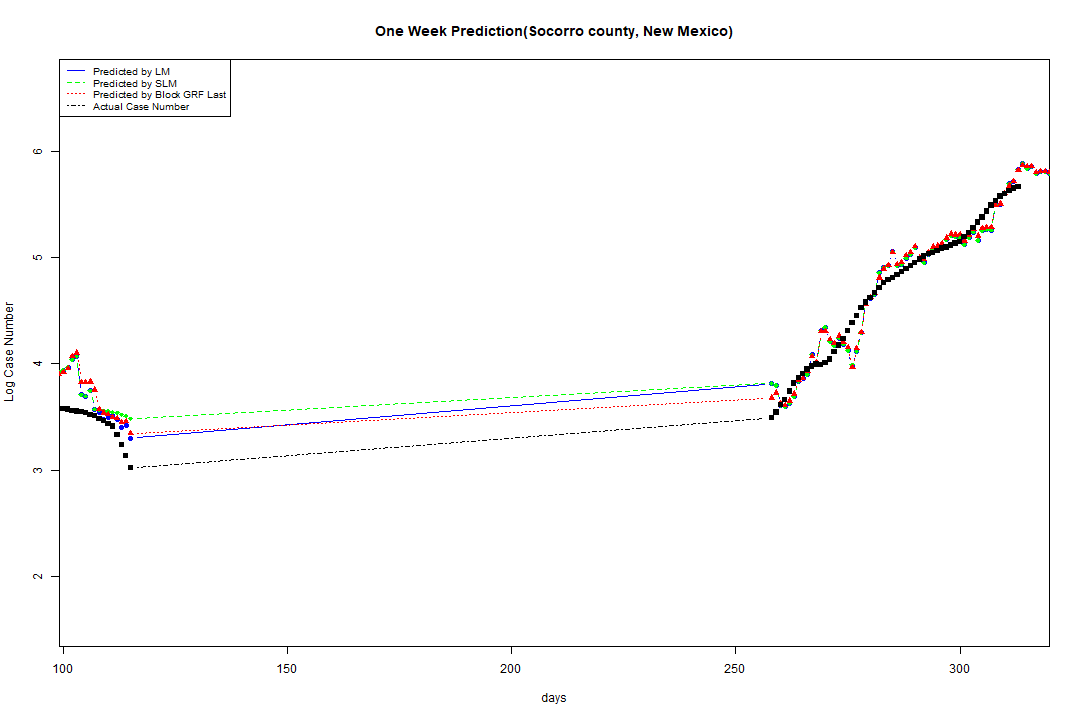 One Week Prediction(Socorro county, New Mexico)
Predicted by LM
Predicted by SLM
Predicted by Block GRF Last
Actual Case Number
Log Case Number
6
5
4
3
2
100 150 200 250 300
days